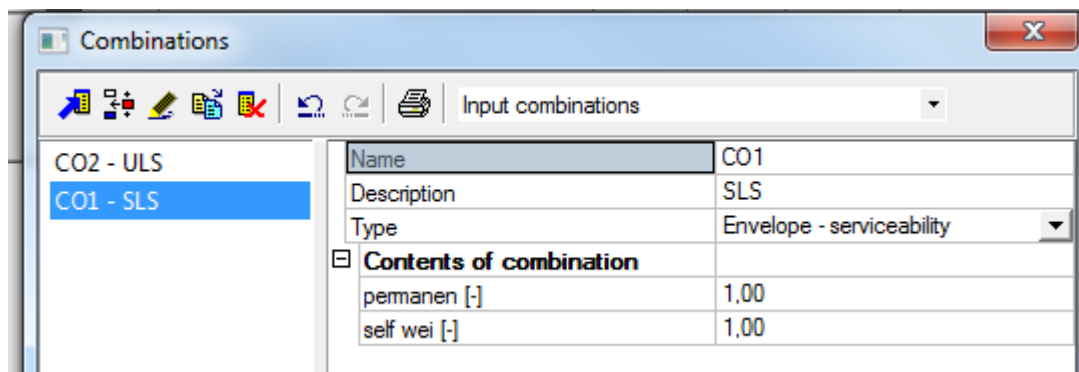 Combinations
Input combinations
CO2 - ULS
CO1 - SLS
Name CO1
Description SLS
Type Envelope - serviceability
Contents of combination
permanen [-] 1,00
self wei [-] 1,00